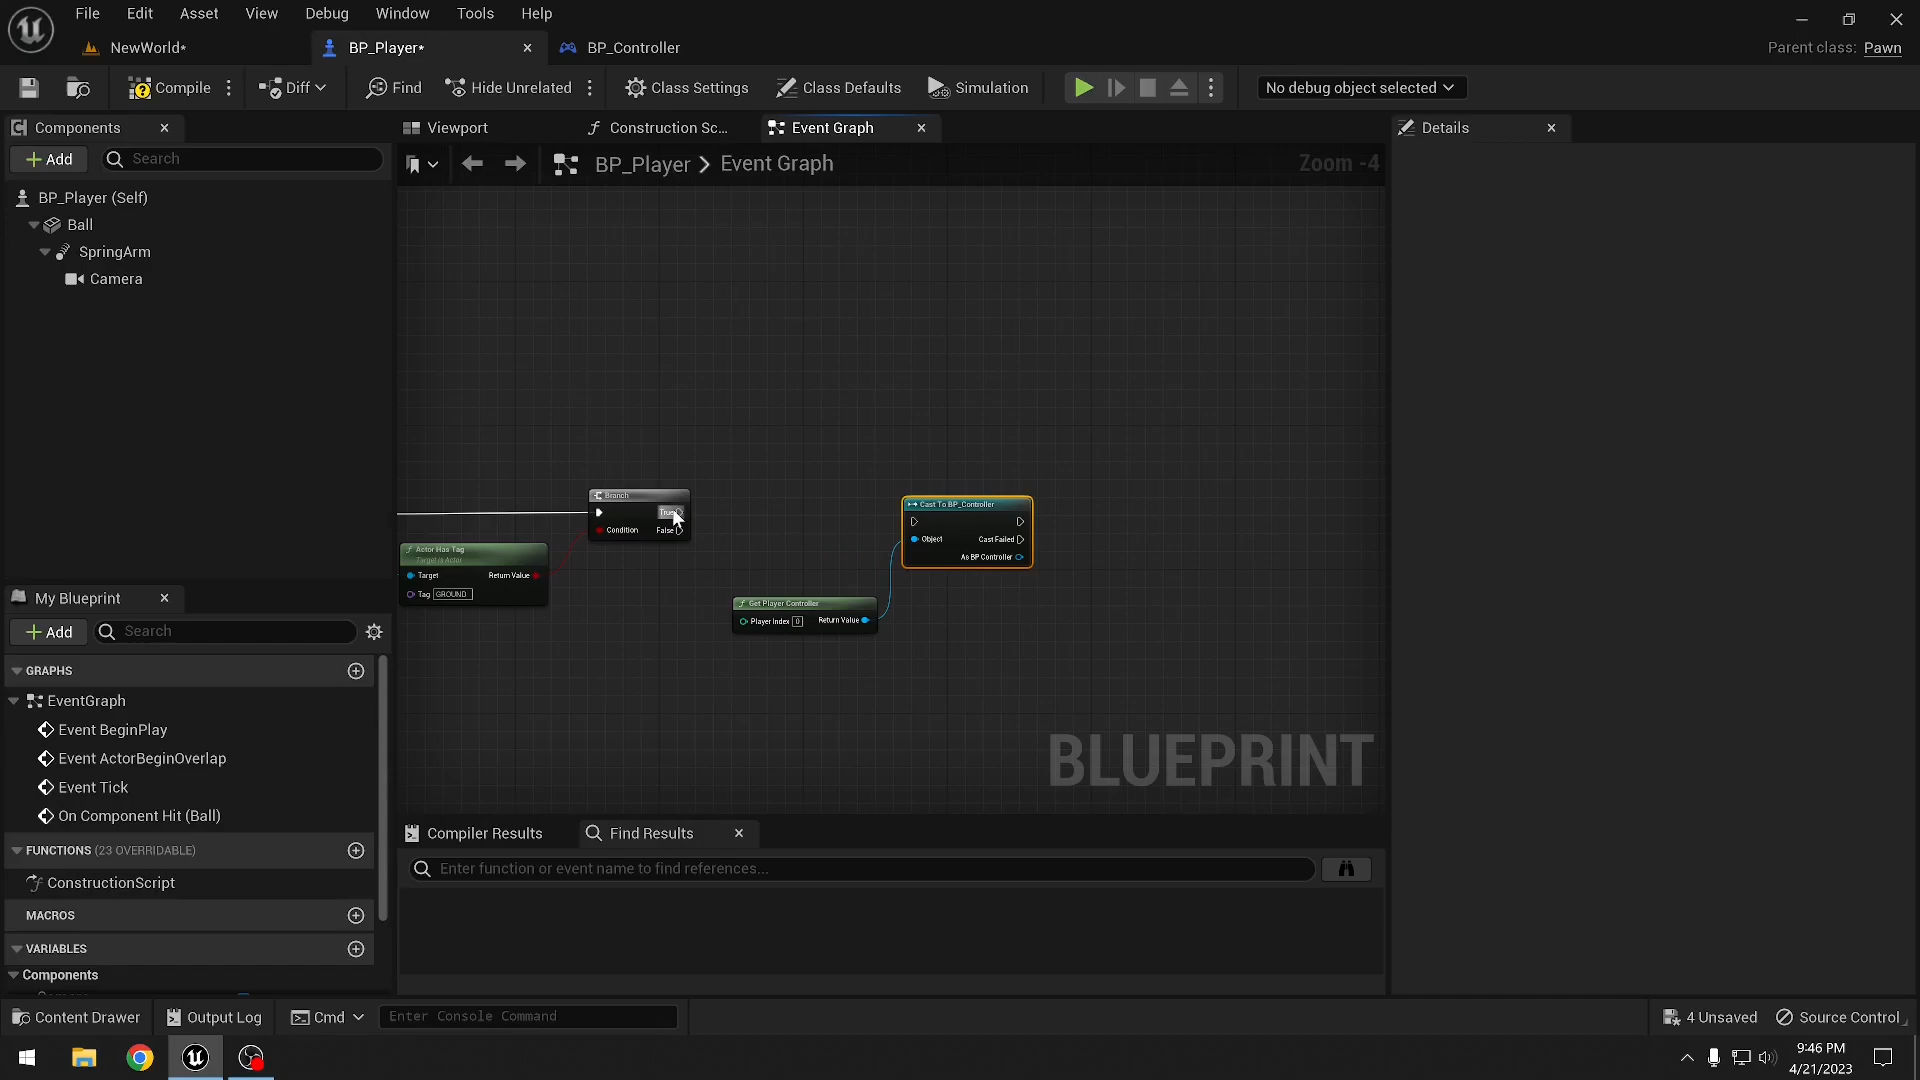 File Edit Asset View Debug Window Tools Help
NewWorld* BP_Player* BP_Controller Parent class: Pawn
Compile Diff Find Hide Unrelated Class Settings Class Defaults Simulation No debug object selected
Components Viewport Construction Sc... Event Graph Details
Add Search BP_Player Event Graph Zoom -4
BP_Player (Self)
Ball
SpringArm
Camera
Branch
True
Condition False
Cast To BP_Controller
Object Cast Failed
As BP Controller
Actor Has Tag
Target is Actor
Target Return Value
Tag GROUND
Get Player Controller
Player Index 0 Return Value
BLUEPRINT
My Blueprint
Add Search
GRAPHS
EventGraph
Event BeginPlay
Event ActorBeginOverlap
Event Tick
On Component Hit (Ball)
FUNCTIONS (23 OVERRIDABLE)
ConstructionScript
MACROS
VARIABLES
Components
Compiler Results Find Results
Enter function or event name to find references...
Content Drawer Output Log Cmd Enter Console Command 4 Unsaved Source Control
9:46 PM
4/21/2023